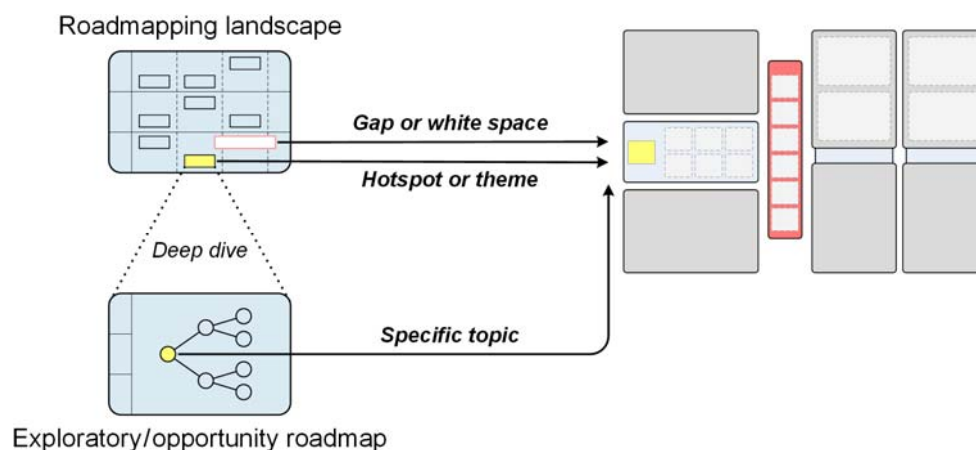 Roadmapping landscape
Gap or white space
Hotspot or theme
Deep dive
Specific topic
Exploratory/opportunity roadmap